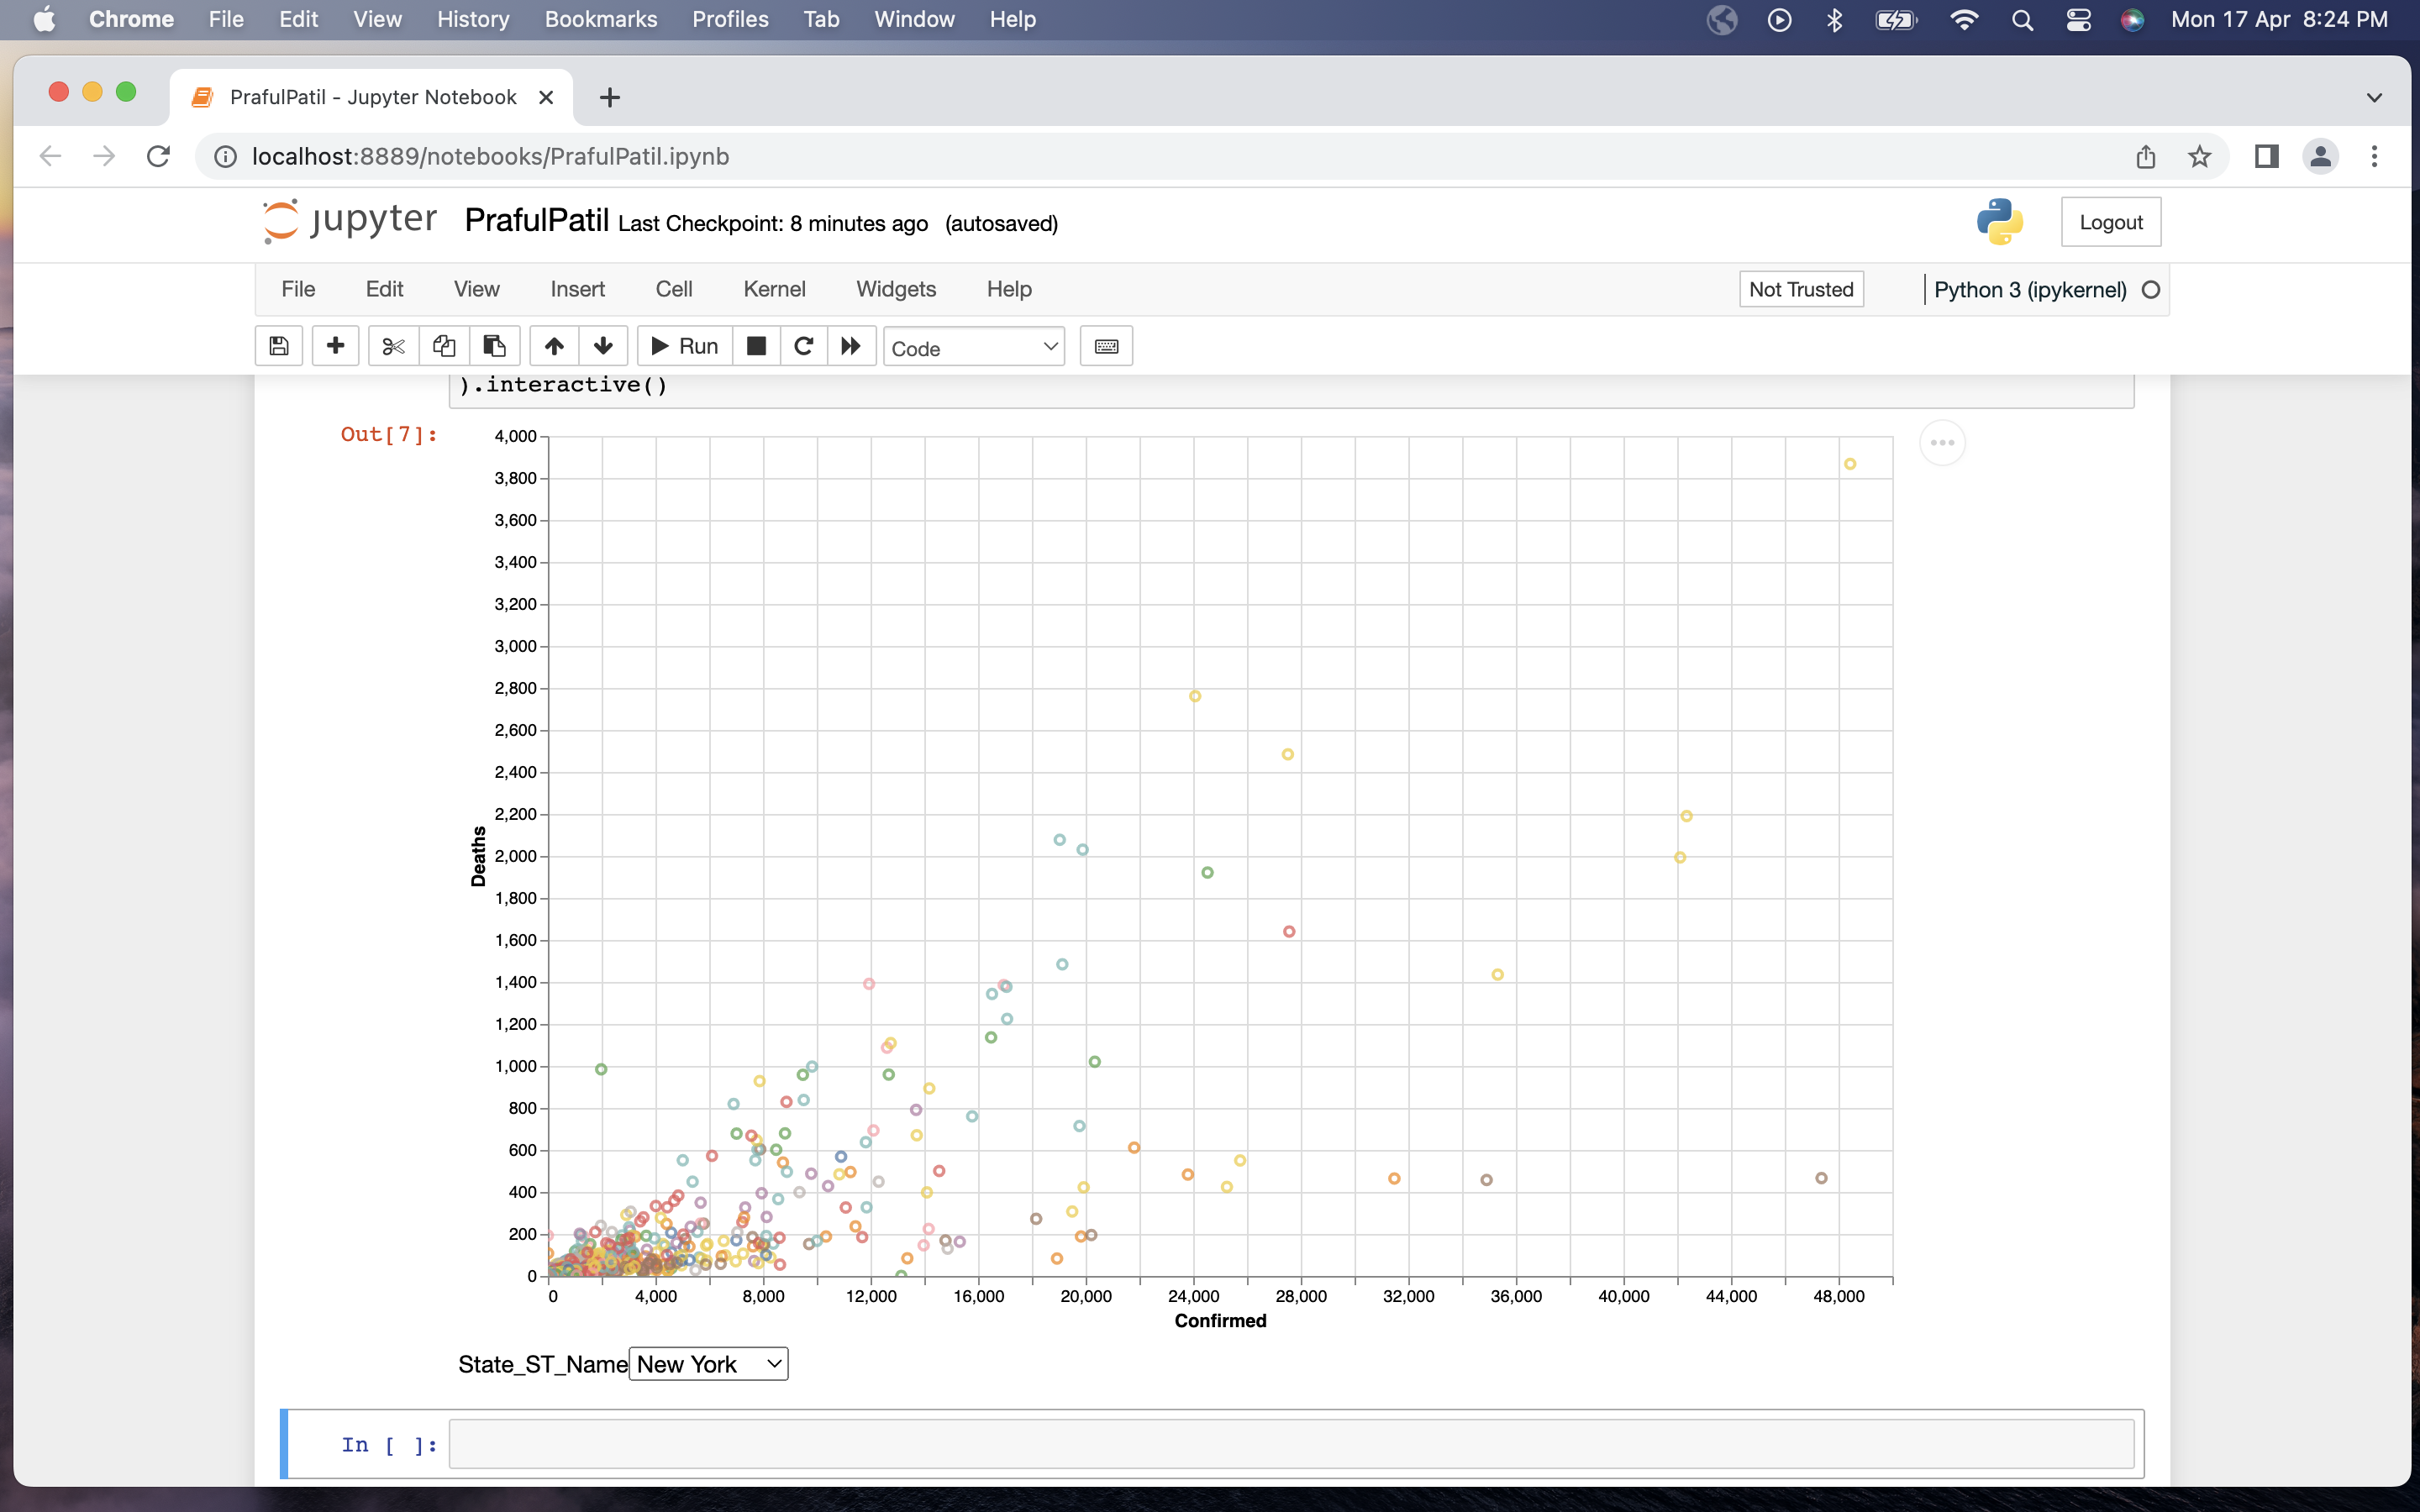 Chrome File Edit View History Bookmarks Profiles Tab Window Help Mon 17 Apr 8:24 PM
PrafulPatil - Jupyter Notebook
localhost:8889/notebooks/PrafulPatil.ipynb
jupyter PrafulPatil Last Checkpoint: 8 minutes ago (autosaved) Logout
File Edit View Insert Cell Kernel Widgets Help Not Trusted Python 3 (ipykernel)
Run Code
).interactive()
Out[7]:
4,000
3,800
3,600
3,400
3,200
3,000
2,800
2,600
2,400
2,200
2,000
1,800
1,600
1,400
1,200
1,000
800
600
400
200
0
Deaths
0 4,000 8,000 12,000 16,000 20,000 24,000 28,000 32,000 36,000 40,000 44,000 48,000
Confirmed
State_ST_Name New York
In [ ]: